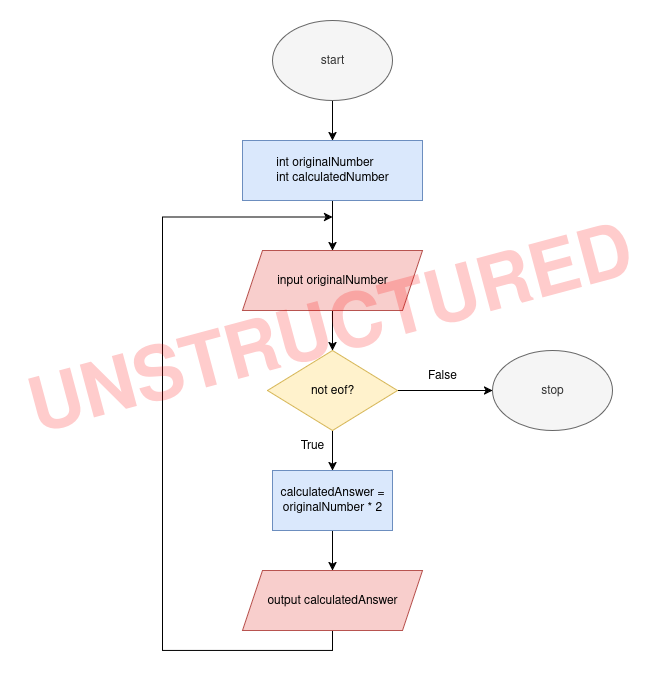 start
int originalNumber
int calculatedNumber
input originalNumber
UNSTRUCTURED
not eof?
False
stop
True
calculatedAnswer =
originalNumber * 2
output calculatedAnswer